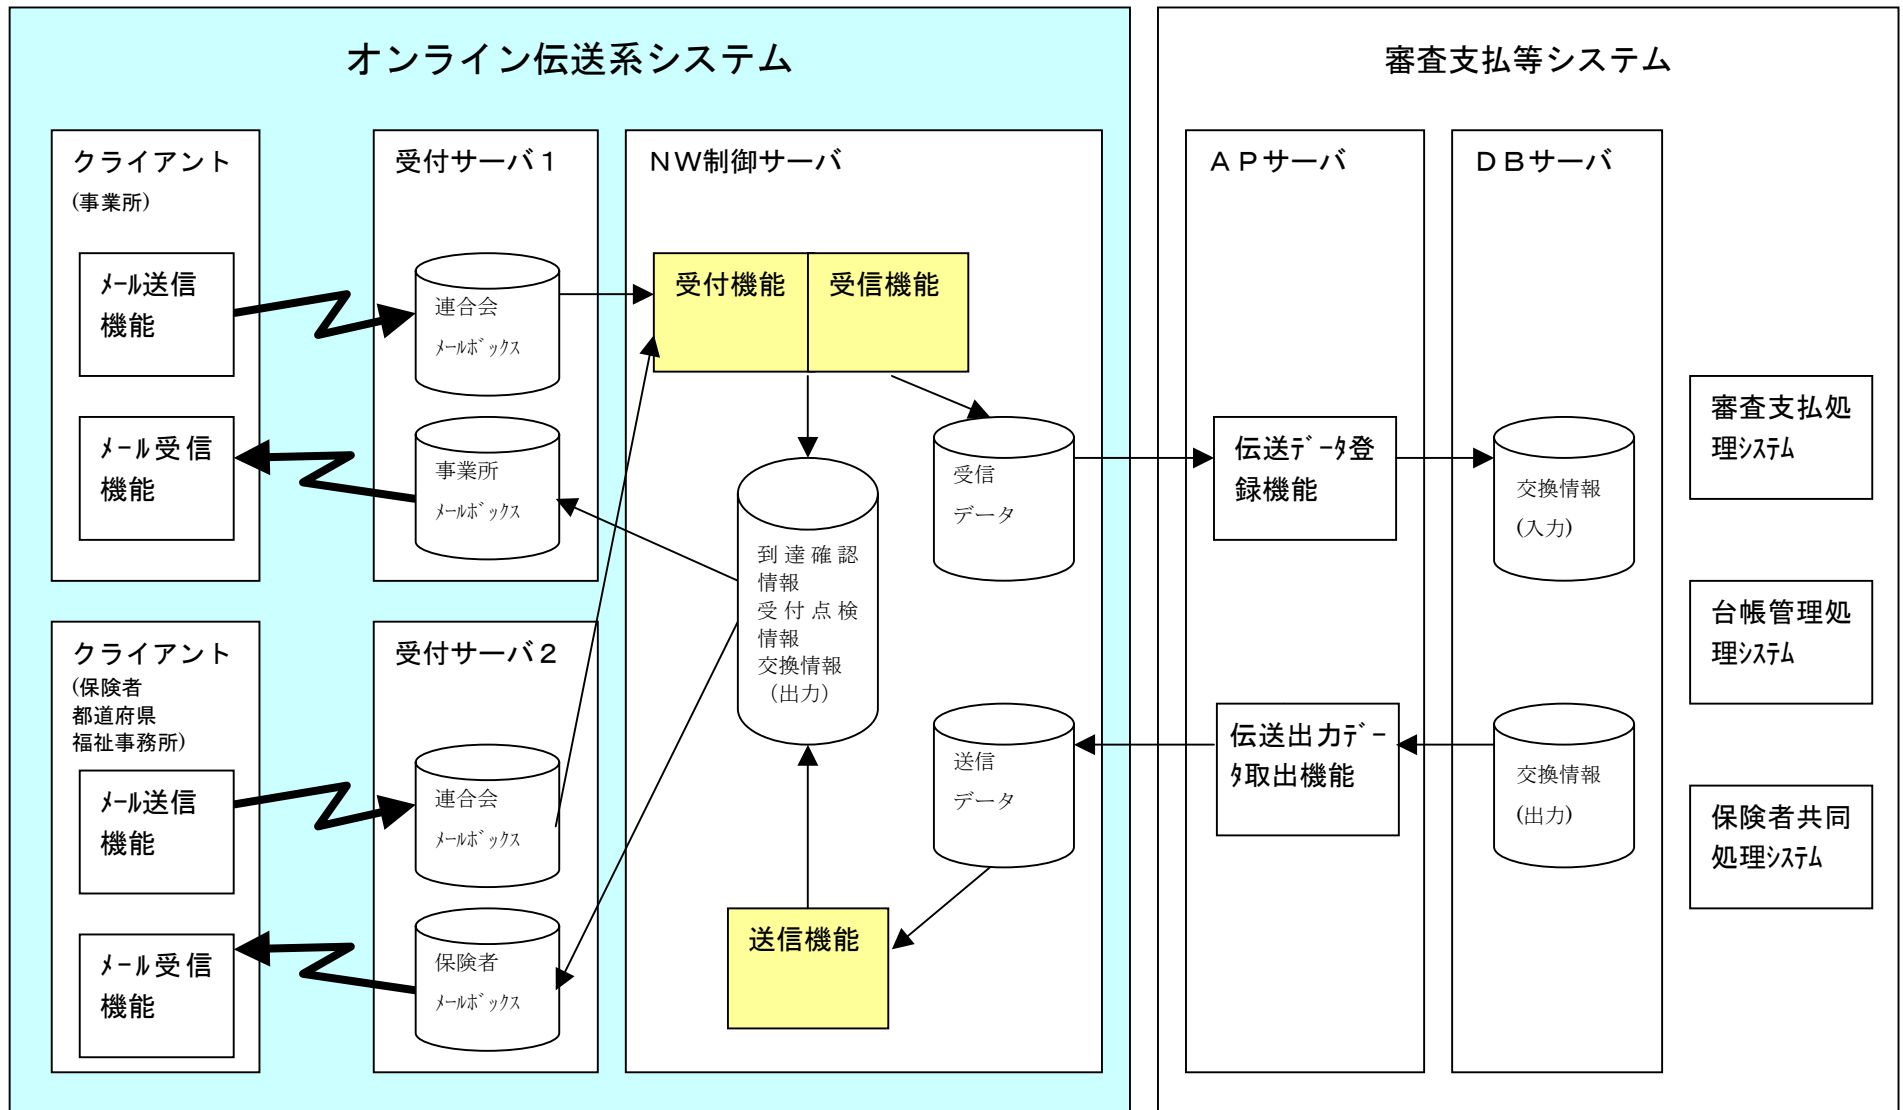 オンライン伝送系システム
審査支払等システム
クライアント
(事業所)
受付サーバ1
NW制御サーバ
APサーバ
DBサーバ
ﾒｰﾙ送信
機能
連合会
ﾒｰﾙﾎﾞｯｸｽ
受付機能
受信機能
ﾒｰﾙ受信
機能
事業所
ﾒｰﾙﾎﾞｯｸｽ
到達確認
情報
受付点検
情報
交換情報
(出力)
受信
データ
伝送ﾃﾞｰﾀ登
録機能
交換情報
(入力)
審査支払処
理ｼｽﾃﾑ
台帳管理処
理ｼｽﾃﾑ
保険者共同
処理ｼｽﾃﾑ
クライアント
(保険者
都道府県
福祉事務所)
受付サーバ2
ﾒｰﾙ送信
機能
連合会
ﾒｰﾙﾎﾞｯｸｽ
ﾒｰﾙ受信
機能
保険者
ﾒｰﾙﾎﾞｯｸｽ
送信機能
送信
データ
伝送出力ﾃﾞｰ
ﾀ取出機能
交換情報
(出力)